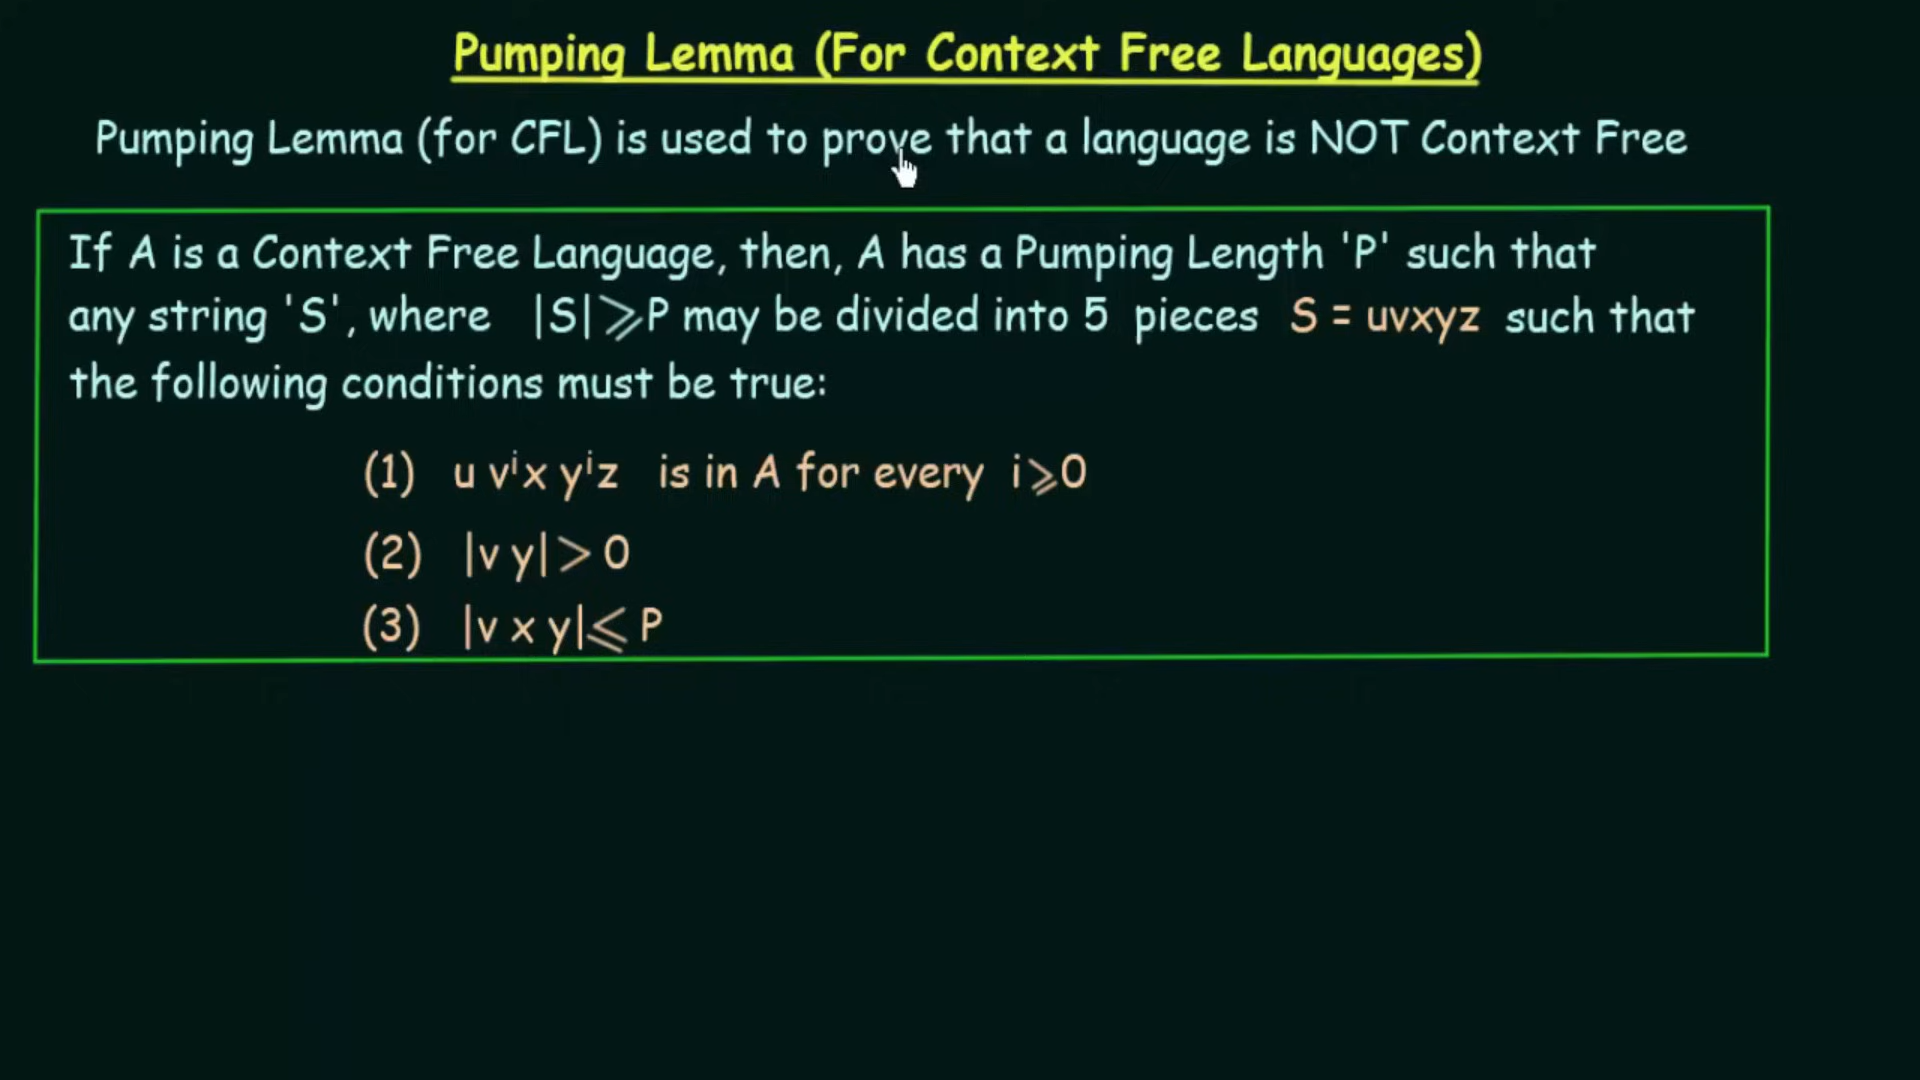 Pumping Lemma (For Context Free Languages)
Pumping Lemma (for CFL) is used to prove that a language is NOT Context Free
If A is a Context Free Language, then, A has a Pumping Length 'P' such that
any string 'S', where |S| ⩾ P may be divided into 5 pieces S = uvxyz such that
the following conditions must be true:
(1) u vⁱx yⁱz is in A for every i ⩾ 0
(2) |v y| > 0
(3) |v x y| ⩽ P